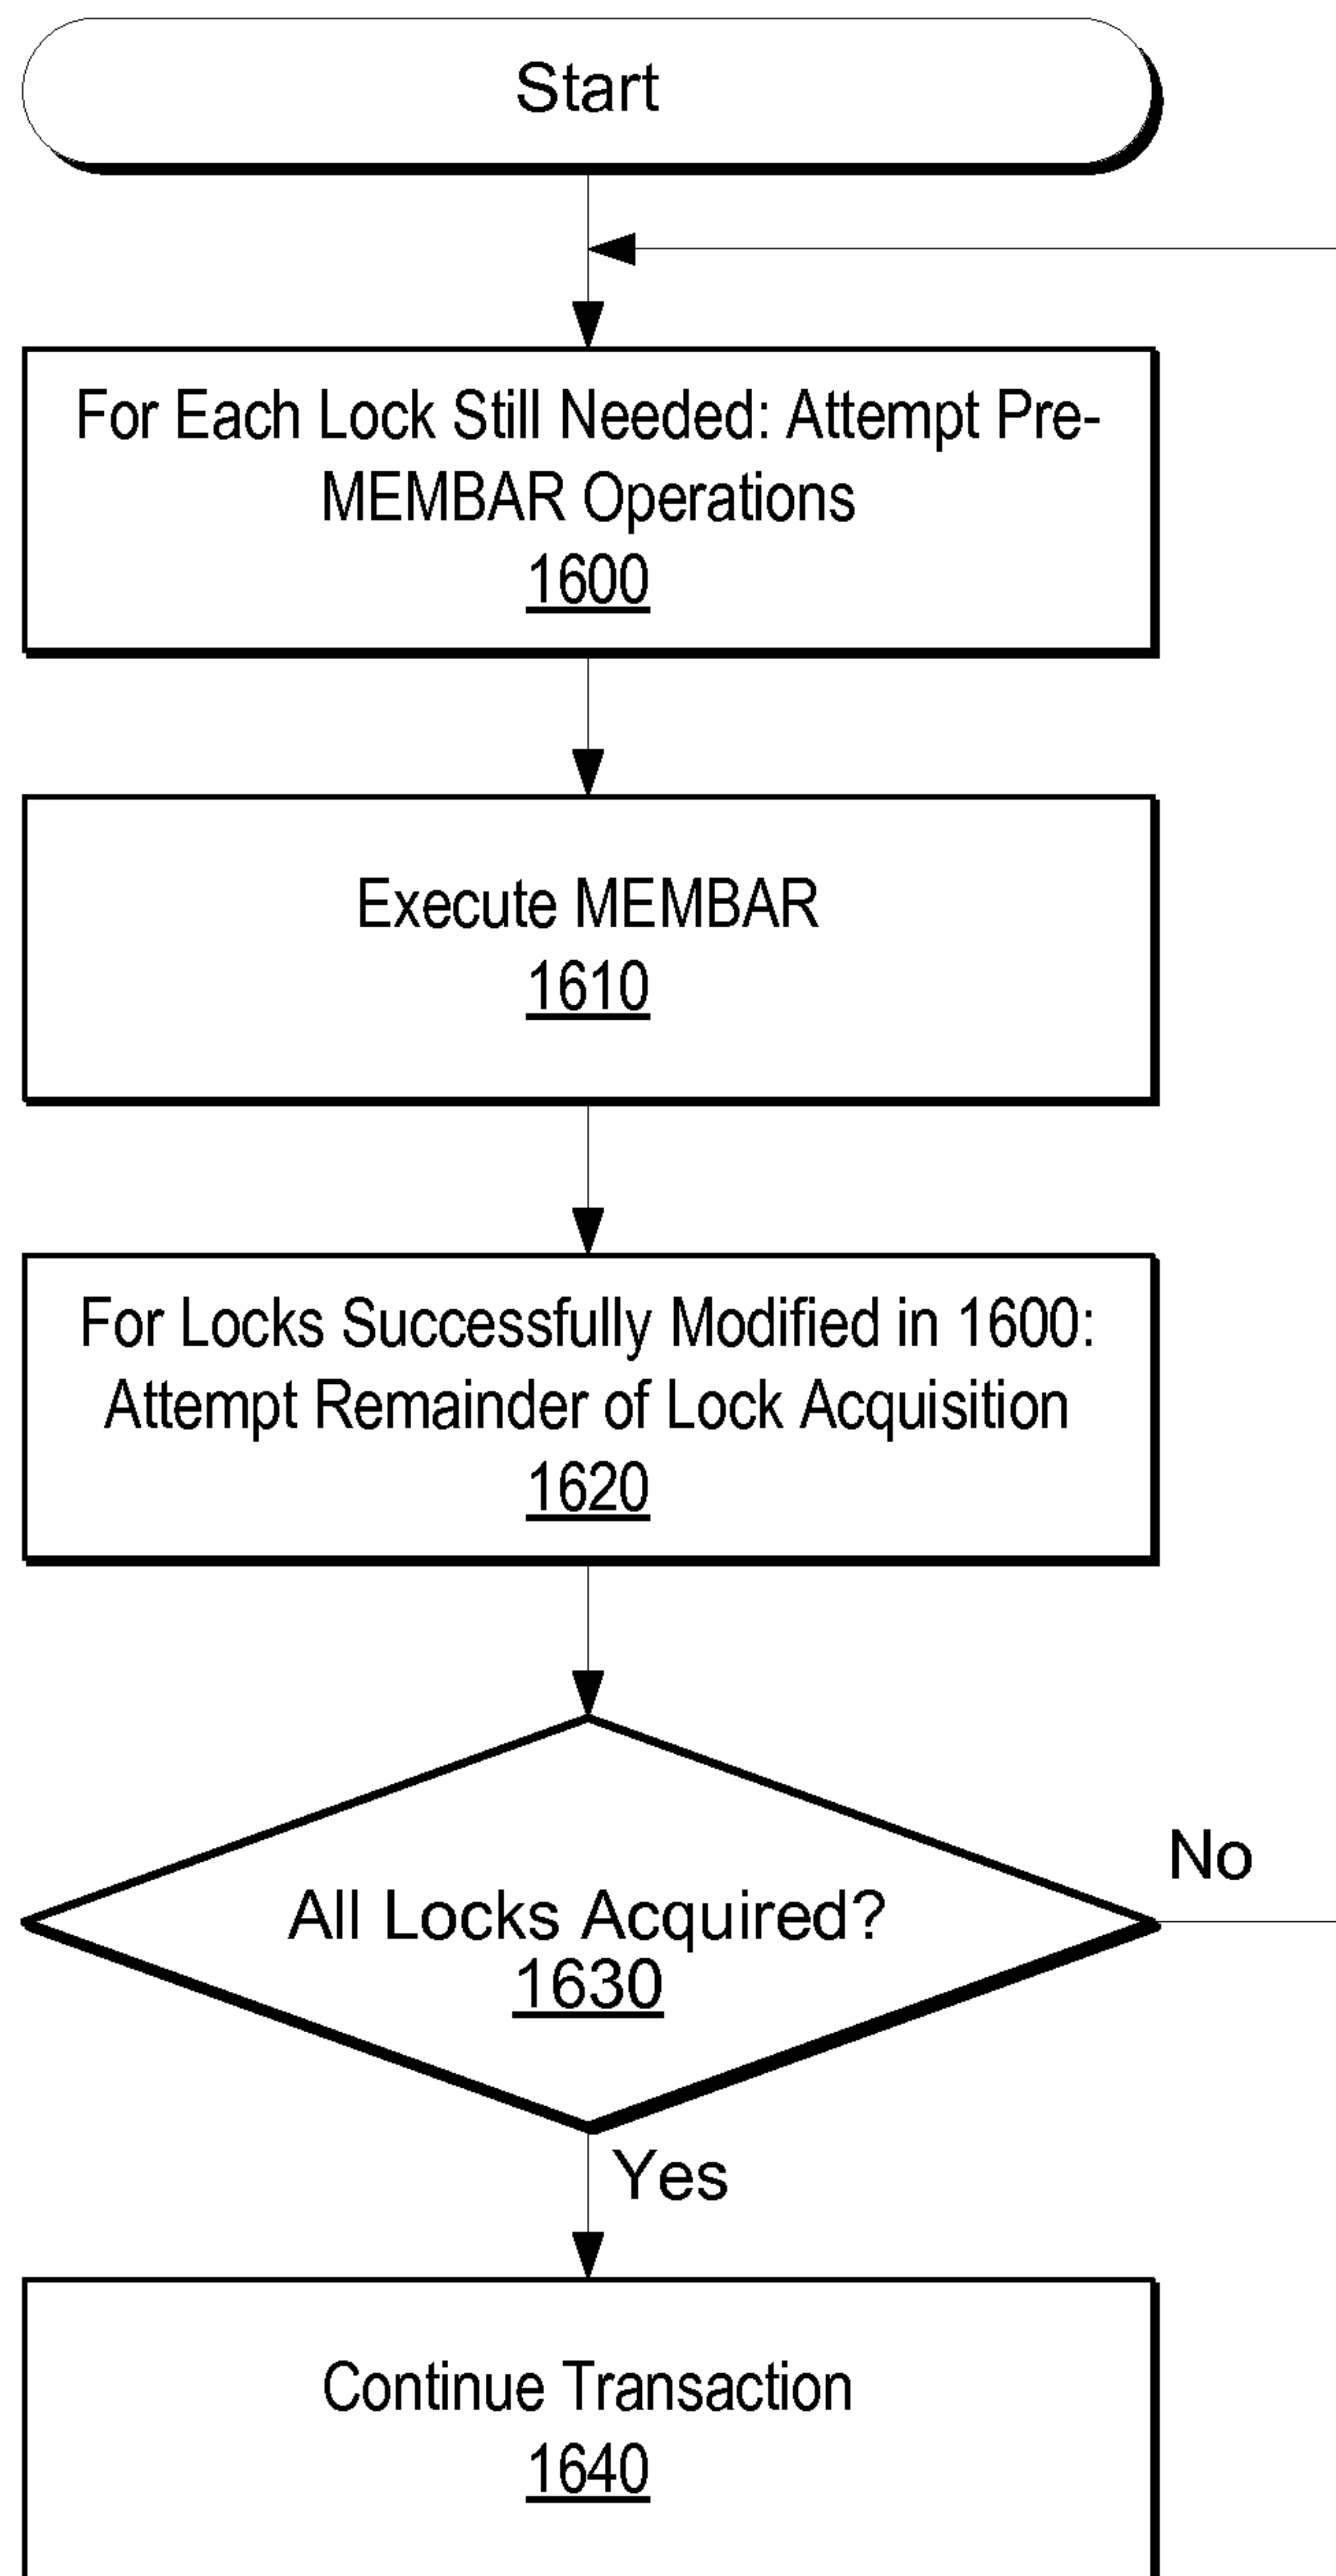 Start
For Each Lock Still Needed: Attempt Pre-
MEMBAR Operations
1600
Execute MEMBAR
1610
For Locks Successfully Modified in 1600:
Attempt Remainder of Lock Acquisition
1620
No
All Locks Acquired?
1630
Yes
Continue Transaction
1640